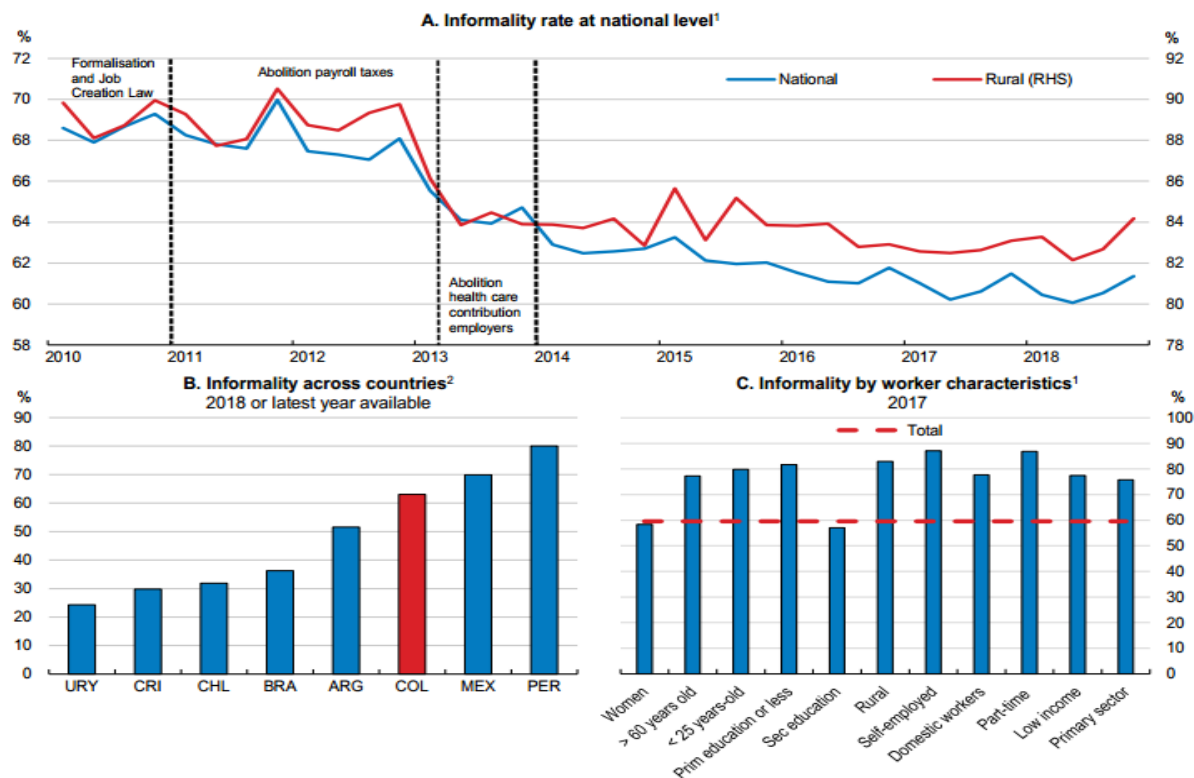 A. Informality rate at national level¹
%
%
72
92
Formalisation
and Job
Creation Law
Abolition payroll taxes
National
Rural (RHS)
70
90
68
88
66
86
64
84
62
82
Abolition
health care
contribution
employers
60
80
58
78
2010
2011
2012
2013
2014
2015
2016
2017
2018
B. Informality across countries²
2018 or latest year available
%
90
80
70
60
50
40
30
20
10
0
URY
CRI
CHL
BRA
ARG
COL
MEX
PER
C. Informality by worker characteristics¹
2017
%
Total
100
90
80
70
60
50
40
30
20
10
0
Women
> 60 years old
< 25 years-old
Prim education or less
Sec education
Rural
Self-employed
Domestic workers
Part-time
Low income
Primary sector